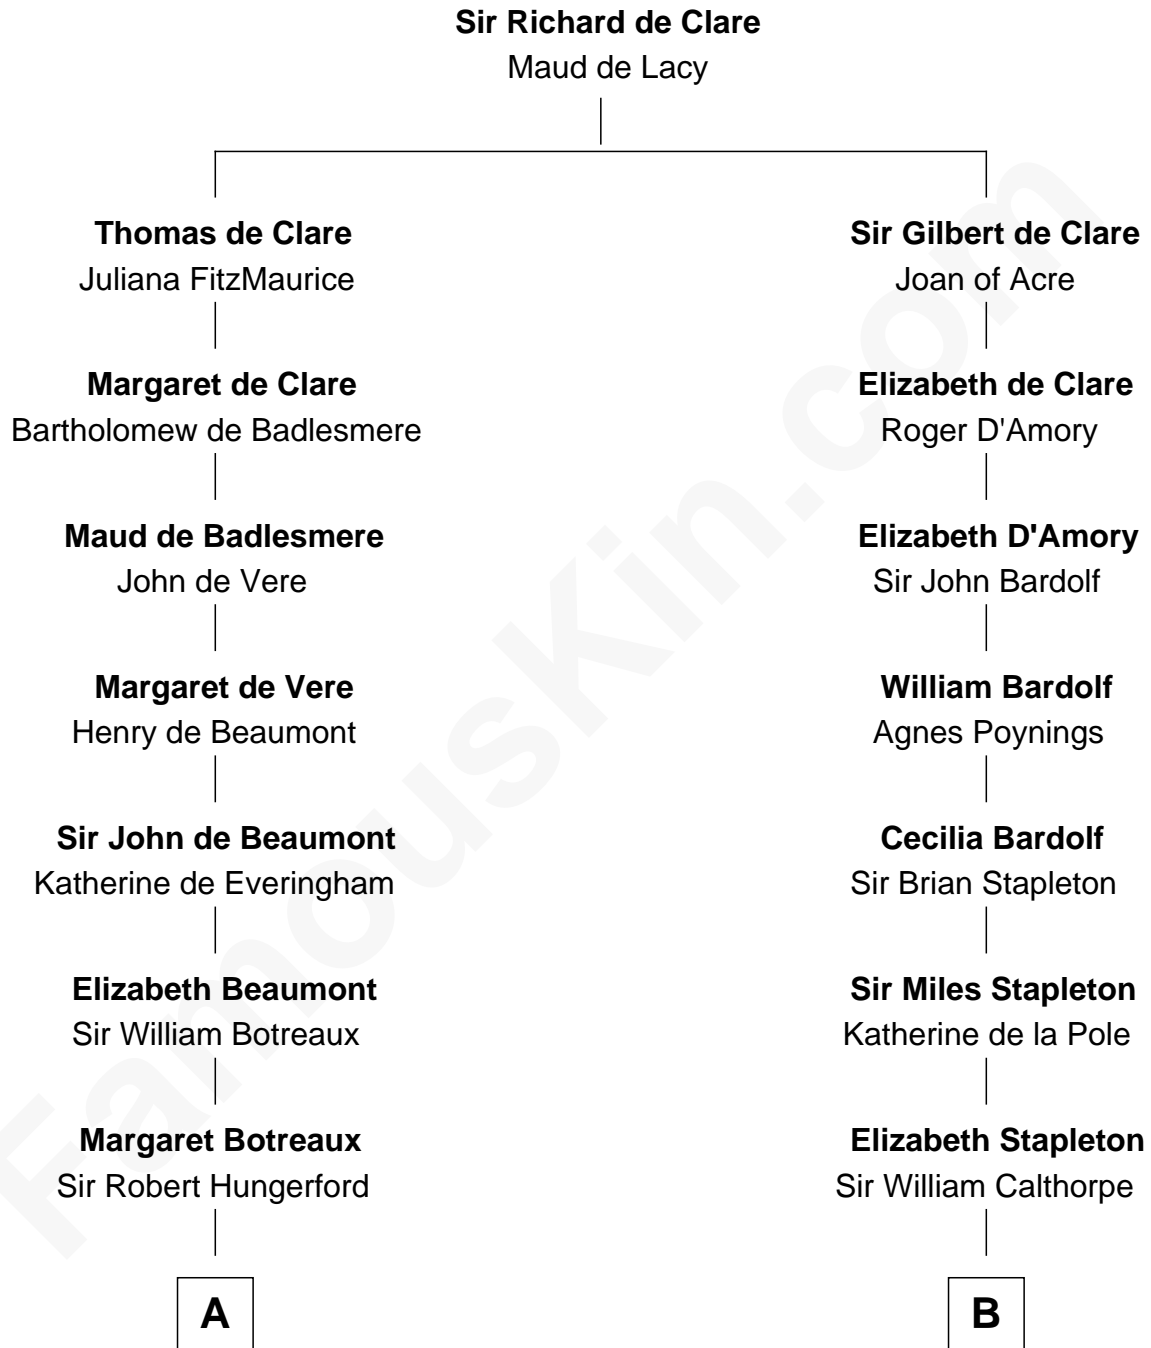 Sir Richard de Clare
Maud de Lacy
Thomas de Clare
Juliana FitzMaurice
Sir Gilbert de Clare
Joan of Acre
Margaret de Clare
Bartholomew de Badlesmere
Elizabeth de Clare
Roger D'Amory
Maud de Badlesmere
John de Vere
Elizabeth D'Amory
Sir John Bardolf
Margaret de Vere
Henry de Beaumont
William Bardolf
Agnes Poynings
Sir John de Beaumont
Katherine de Everingham
Cecilia Bardolf
Sir Brian Stapleton
Elizabeth Beaumont
Sir William Botreaux
Sir Miles Stapleton
Katherine de la Pole
Margaret Botreaux
Sir Robert Hungerford
Elizabeth Stapleton
Sir William Calthorpe
A
B
FamousKin.com